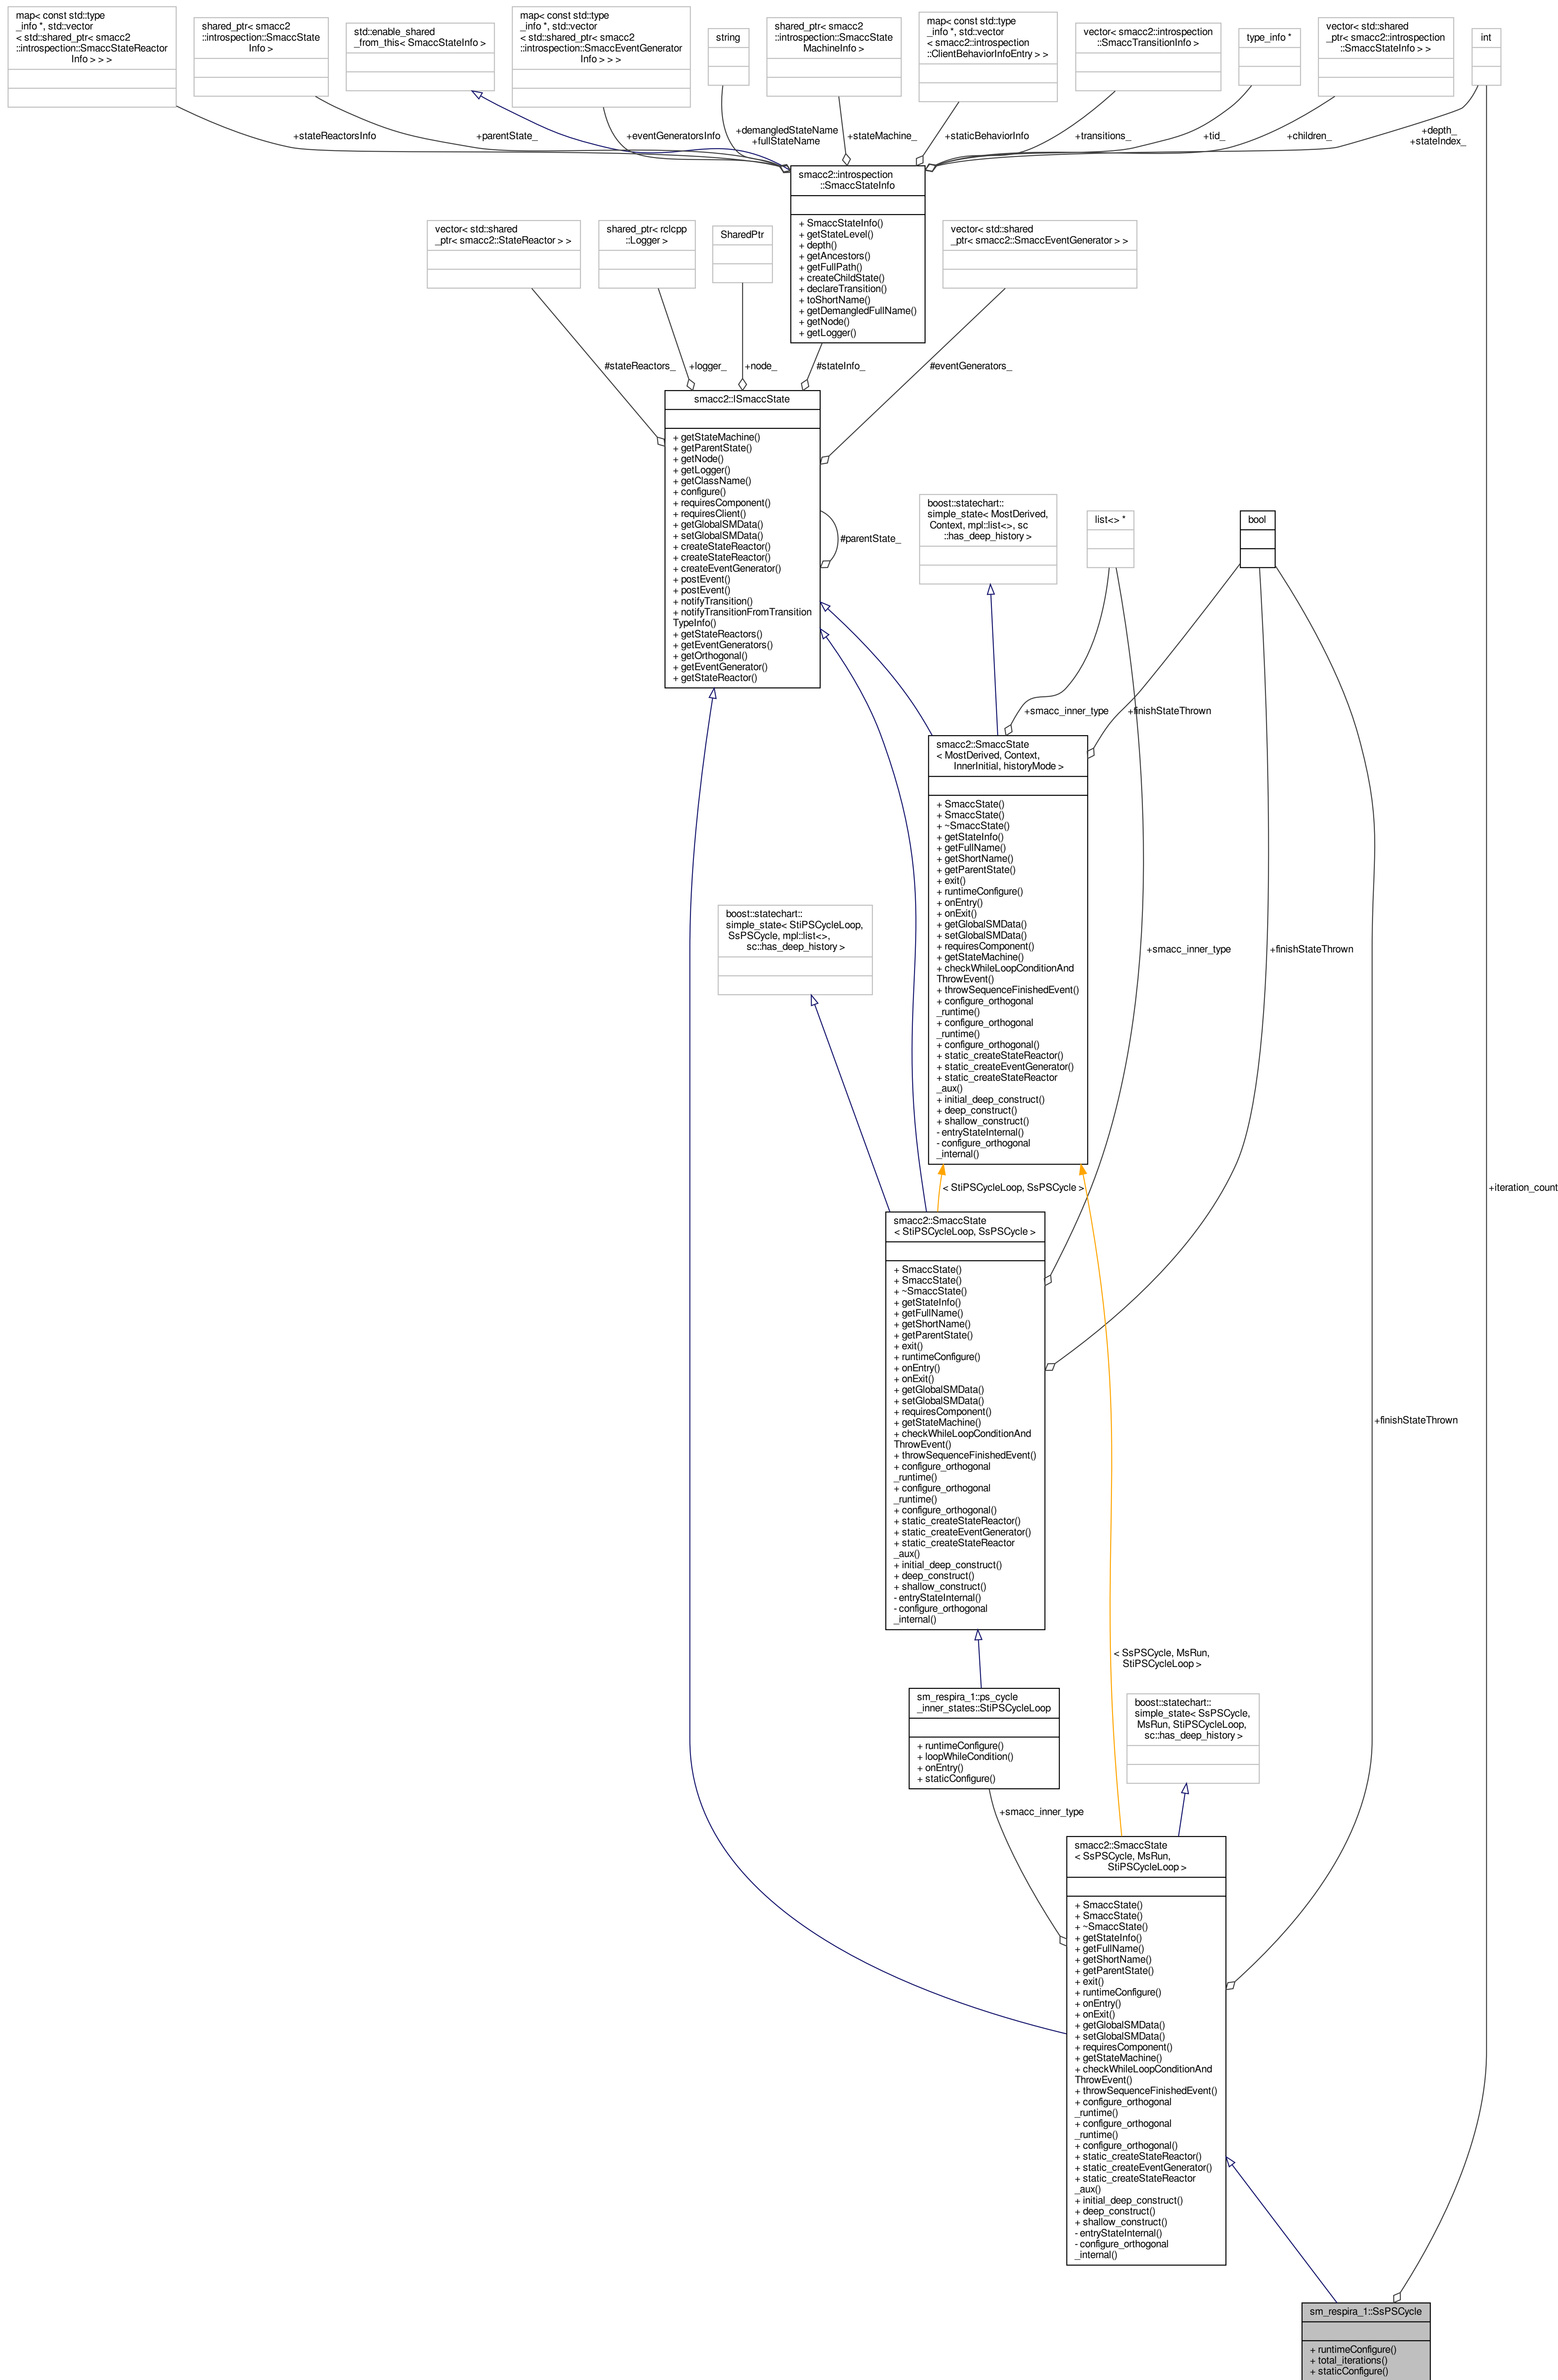 map< const std::type
_info *, std::vector
< std::shared_ptr< smacc2
::introspection::SmaccStateReactor
Info > > >
shared_ptr< smacc2
::introspection::SmaccState
Info >
std::enable_shared
_from_this< SmaccStateInfo >
map< const std::type
_info *, std::vector
< std::shared_ptr< smacc2
::introspection::SmaccEventGenerator
Info > > >
string
shared_ptr< smacc2
::introspection::SmaccState
MachineInfo >
map< const std::type
_info *, std::vector
< smacc2::introspection
::ClientBehaviorInfoEntry > >
vector< smacc2::introspection
::SmaccTransitionInfo >
type_info *
vector< std::shared
_ptr< smacc2::introspection
::SmaccStateInfo > >
int
+stateReactorsInfo
+parentState_
+eventGeneratorsInfo
+demangledStateName
+fullStateName
+stateMachine_
+staticBehaviorInfo
+transitions_
+tid_
+children_
+depth_
+stateIndex_
smacc2::introspection
::SmaccStateInfo
+ SmaccStateInfo()
+ getStateLevel()
+ depth()
+ getAncestors()
+ getFullPath()
+ createChildState()
+ declareTransition()
+ toShortName()
+ getDemangledFullName()
+ getNode()
+ getLogger()
vector< std::shared
_ptr< smacc2::StateReactor > >
shared_ptr< rclcpp
::Logger >
SharedPtr
vector< std::shared
_ptr< smacc2::SmaccEventGenerator > >
#stateReactors_
+logger_
+node_
#stateInfo_
#eventGenerators_
smacc2::ISmaccState
+ getStateMachine()
+ getParentState()
+ getNode()
+ getLogger()
+ getClassName()
+ configure()
+ requiresComponent()
+ requiresClient()
+ getGlobalSMData()
+ setGlobalSMData()
+ createStateReactor()
+ createStateReactor()
+ createEventGenerator()
+ postEvent()
+ postEvent()
+ notifyTransition()
+ notifyTransitionFromTransition
TypeInfo()
+ getStateReactors()
+ getEventGenerators()
+ getOrthogonal()
+ getEventGenerator()
+ getStateReactor()
#parentState_
boost::statechart::
simple_state< MostDerived,
Context, mpl::list<>, sc
::has_deep_history >
list<> *
bool
+smacc_inner_type
+finishStateThrown
smacc2::SmaccState
< MostDerived, Context,
InnerInitial, historyMode >
+ SmaccState()
+ SmaccState()
+ ~SmaccState()
+ getStateInfo()
+ getFullName()
+ getShortName()
+ getParentState()
+ exit()
+ runtimeConfigure()
+ onEntry()
+ onExit()
+ getGlobalSMData()
+ setGlobalSMData()
+ requiresComponent()
+ getStateMachine()
+ checkWhileLoopConditionAnd
ThrowEvent()
+ throwSequenceFinishedEvent()
+ configure_orthogonal
_runtime()
+ configure_orthogonal
_runtime()
+ configure_orthogonal()
+ static_createStateReactor()
+ static_createEventGenerator()
+ static_createStateReactor
_aux()
+ initial_deep_construct()
+ deep_construct()
+ shallow_construct()
- entryStateInternal()
- configure_orthogonal
_internal()
boost::statechart::
simple_state< StiPSCycleLoop,
SsPSCycle, mpl::list<>,
sc::has_deep_history >
+smacc_inner_type
+finishStateThrown
< StiPSCycleLoop, SsPSCycle >
+iteration_count
smacc2::SmaccState
< StiPSCycleLoop, SsPSCycle >
+ SmaccState()
+ SmaccState()
+ ~SmaccState()
+ getStateInfo()
+ getFullName()
+ getShortName()
+ getParentState()
+ exit()
+ runtimeConfigure()
+ onEntry()
+ onExit()
+ getGlobalSMData()
+ setGlobalSMData()
+ requiresComponent()
+ getStateMachine()
+ checkWhileLoopConditionAnd
ThrowEvent()
+ throwSequenceFinishedEvent()
+ configure_orthogonal
_runtime()
+ configure_orthogonal
_runtime()
+ configure_orthogonal()
+ static_createStateReactor()
+ static_createEventGenerator()
+ static_createStateReactor
_aux()
+ initial_deep_construct()
+ deep_construct()
+ shallow_construct()
- entryStateInternal()
- configure_orthogonal
_internal()
+finishStateThrown
< SsPSCycle, MsRun,
StiPSCycleLoop >
sm_respira_1::ps_cycle
_inner_states::StiPSCycleLoop
+ runtimeConfigure()
+ loopWhileCondition()
+ onEntry()
+ staticConfigure()
boost::statechart::
simple_state< SsPSCycle,
MsRun, StiPSCycleLoop,
sc::has_deep_history >
+smacc_inner_type
smacc2::SmaccState
< SsPSCycle, MsRun,
StiPSCycleLoop >
+ SmaccState()
+ SmaccState()
+ ~SmaccState()
+ getStateInfo()
+ getFullName()
+ getShortName()
+ getParentState()
+ exit()
+ runtimeConfigure()
+ onEntry()
+ onExit()
+ getGlobalSMData()
+ setGlobalSMData()
+ requiresComponent()
+ getStateMachine()
+ checkWhileLoopConditionAnd
ThrowEvent()
+ throwSequenceFinishedEvent()
+ configure_orthogonal
_runtime()
+ configure_orthogonal
_runtime()
+ configure_orthogonal()
+ static_createStateReactor()
+ static_createEventGenerator()
+ static_createStateReactor
_aux()
+ initial_deep_construct()
+ deep_construct()
+ shallow_construct()
- entryStateInternal()
- configure_orthogonal
_internal()
sm_respira_1::SsPSCycle
+ runtimeConfigure()
+ total_iterations()
+ staticConfigure()